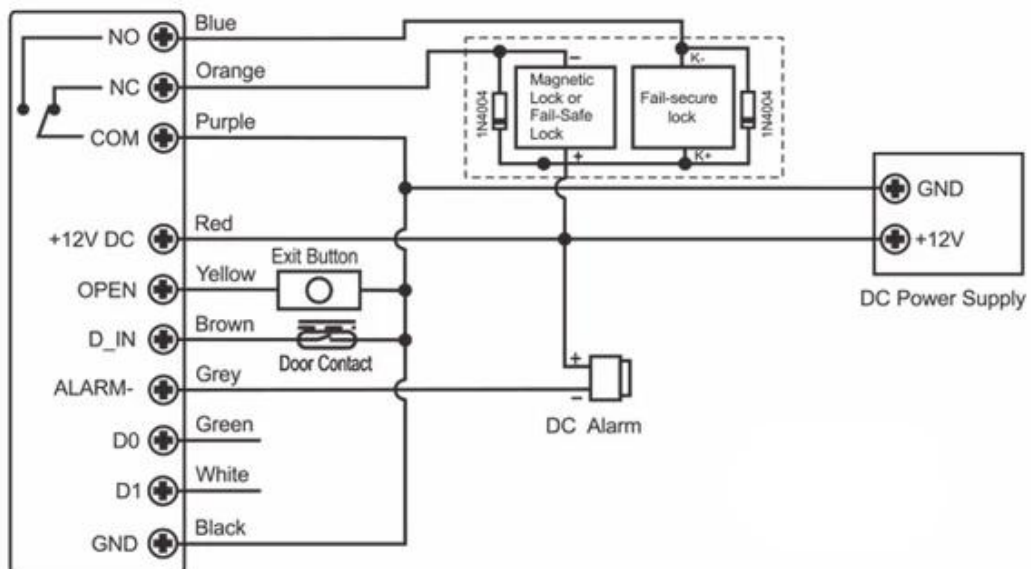 NO
Blue
NC
Orange
COM
Purple
+12V DC
Red
OPEN
Yellow
Exit Button
D_IN
Brown
Door Contact
ALARM-
Grey
D0
Green
D1
White
GND
Black
1N4004
−
Magnetic
Lock or
Fail-Safe
Lock
+
K-
Fail-secure
lock
K+
1N4004
GND
+12V
DC Power Supply
+
−
DC Alarm